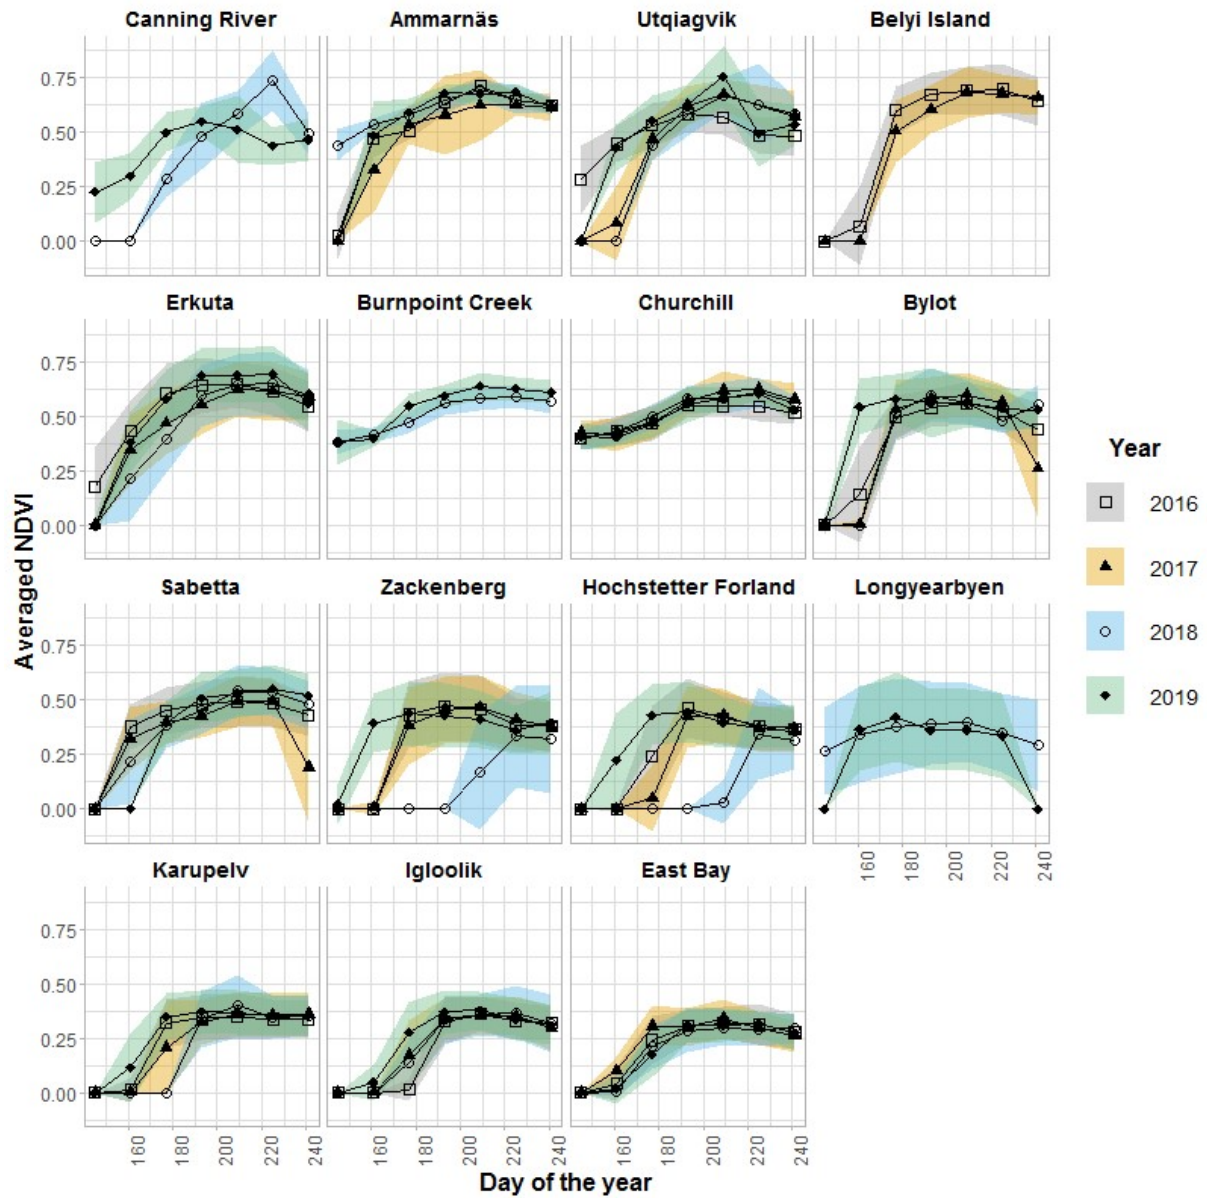 Canning River Ammarnäs Utqiagvik Belyi Island
0.75
0.50
0.25
0.00
Erkuta Burnpoint Creek Churchill Bylot
0.75
0.50
0.25
0.00
Sabetta Zackenberg Hochstetter Forland Longyearbyen
0.75
0.50
0.25
0.00
160 180 200 220 240
Karupelv Igloolik East Bay
0.75
0.50
0.25
0.00
160 180 200 220 240 160 180 200 220 240 160 180 200 220 240
Averaged NDVI
Day of the year
Year
2016
2017
2018
2019